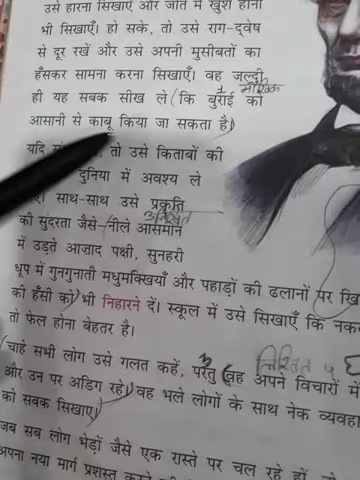 उसे हारना सिखाएँ और जीत में खुश होना
भी सिखाएँ। हो सके, तो उसे राग-द्वेष
से दूर रखें और उसे अपनी मुसीबतों का
हँसकर सामना करना सिखाएँ। वह जल्दी
ही यह सबक सीख ले (कि बुराई को
आसानी से काबू किया जा सकता है)
यदि तो उसे किताबों की
दुनिया में अवश्य ले
साथ-साथ उसे प्रकृति
की सुंदरता जैसे-नीले आसमान
में उड़ते आज़ाद पक्षी, सुनहरी
धूप में गुनगुनाती मधुमक्खियाँ और पहाड़ों की ढलानों पर
की हँसी को भी निहारने दें। स्कूल में उसे सिखाएँ कि
तो फेल होना बेहतर है।
(चाहे सभी लोग उसे गलत कहें, परंतु (वह अपने विचारों में
और उन पर अडिग रहे) वह भले लोगों के साथ नेक
को सबक सिखाए)
जब सब लोग भेड़ों जैसे एक रास्ते पर चल रहे हों,
अपना नया मार्ग प्रशस्त